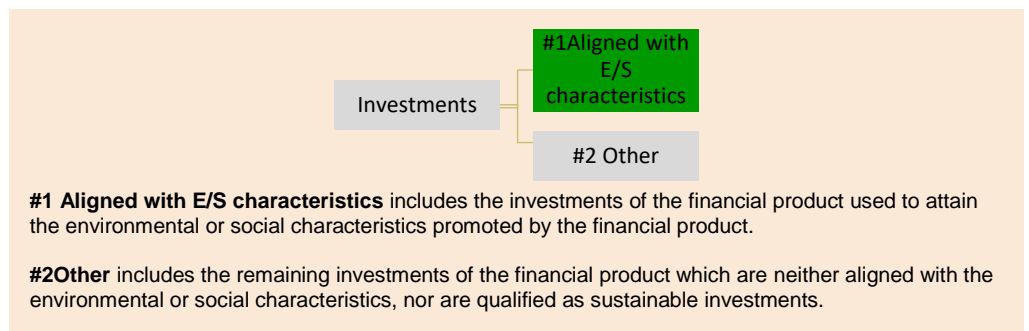 #1Aligned with
E/S
characteristics
Investments
#2 Other
#1 Aligned with E/S characteristics includes the investments of the financial product used to attain
the environmental or social characteristics promoted by the financial product.
#2Other includes the remaining investments of the financial product which are neither aligned with the
environmental or social characteristics, nor are qualified as sustainable investments.